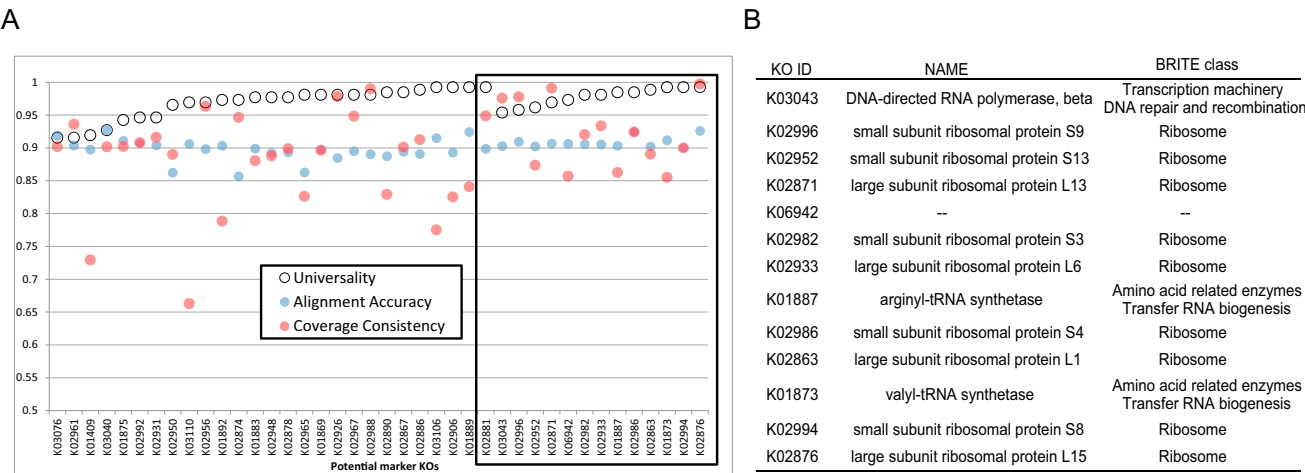 A
1
0.95
0.9
0.85
0.8
0.75
0.7
0.65
0.6
0.55
0.5
Universality
Alignment Accuracy
Coverage Consistency
K03076
K02961
K01409
K03040
K01875
K02992
K02931
K02950
K03110
K02956
K01892
K02874
K01883
K02948
K02878
K02965
K01869
K02926
K02967
K02988
K02890
K02867
K02886
K03106
K02906
K01889
K02881
K03043
K02996
K02952
K02871
K06942
K02982
K02933
K01887
K02986
K02863
K01873
K02994
K02876
Potential marker KOs
B
KO ID NAME BRITE class
K03043 DNA-directed RNA polymerase, beta Transcription machinery
DNA repair and recombination
K02996 small subunit ribosomal protein S9 Ribosome
K02952 small subunit ribosomal protein S13 Ribosome
K02871 large subunit ribosomal protein L13 Ribosome
K06942 -- --
K02982 small subunit ribosomal protein S3 Ribosome
K02933 large subunit ribosomal protein L6 Ribosome
K01887 arginyl-tRNA synthetase Amino acid related enzymes
Transfer RNA biogenesis
K02986 small subunit ribosomal protein S4 Ribosome
K02863 large subunit ribosomal protein L1 Ribosome
K01873 valyl-tRNA synthetase Amino acid related enzymes
Transfer RNA biogenesis
K02994 small subunit ribosomal protein S8 Ribosome
K02876 large subunit ribosomal protein L15 Ribosome